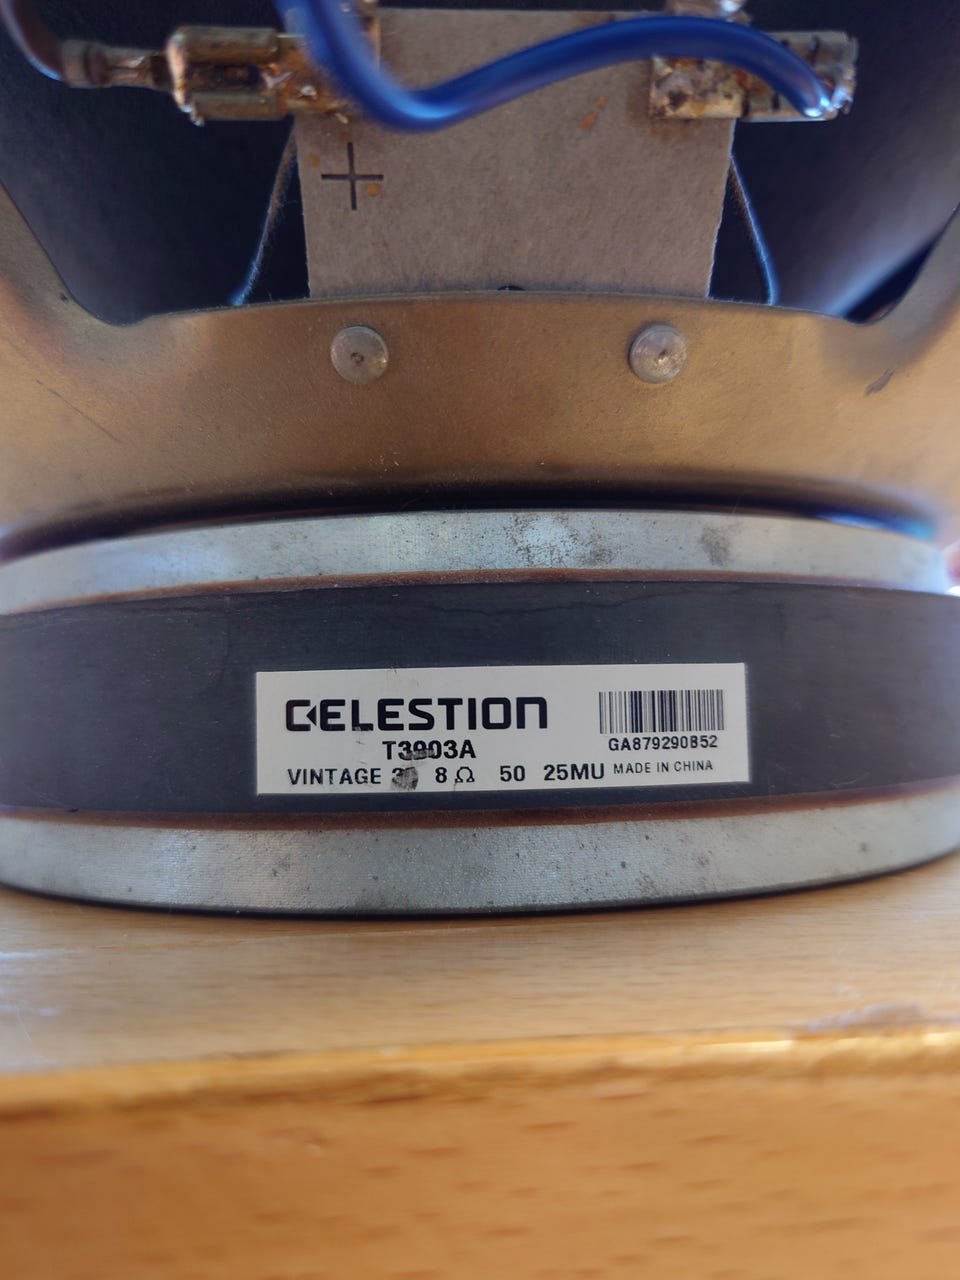 +
CELESTION
T3903A
GA879290852
VINTAGE 8 Ω 50 25MU MADE IN CHINA